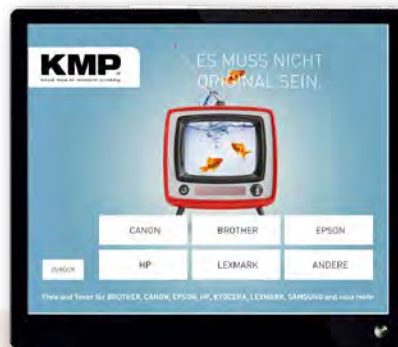 KMP
ES MUSS NICHT
ORIGINAL SEIN.
CANON
BROTHER
EPSON
ZURÜCK
HP
LEXMARK
ANDERE
Tinte und Toner für BROTHER, CANON, EPSON, HP, KYOCERA, LEXMARK, SAMSUNG und viele mehr